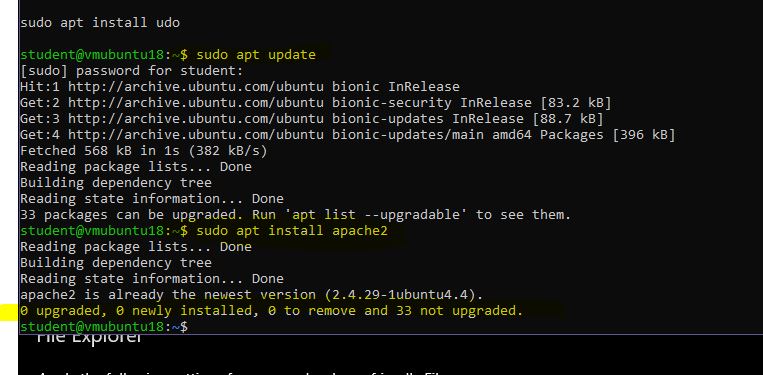 sudo apt install udo
student@vmubuntu18:~$ sudo apt update
[sudo] password for student:
Hit:1 http://archive.ubuntu.com/ubuntu bionic InRelease
Get:2 http://archive.ubuntu.com/ubuntu bionic-security InRelease [83.2 kB]
Get:3 http://archive.ubuntu.com/ubuntu bionic-updates InRelease [88.7 kB]
Get:4 http://archive.ubuntu.com/ubuntu bionic-updates/main amd64 Packages [396 kB]
Fetched 568 kB in 1s (382 kB/s)
Reading package lists... Done
Building dependency tree
Reading state information... Done
33 packages can be upgraded. Run 'apt list --upgradable' to see them.
student@vmubuntu18:~$ sudo apt install apache2
Reading package lists... Done
Building dependency tree
Reading state information... Done
apache2 is already the newest version (2.4.29-1ubuntu4.4).
0 upgraded, 0 newly installed, 0 to remove and 33 not upgraded.
student@vmubuntu18:~$
File Explorer